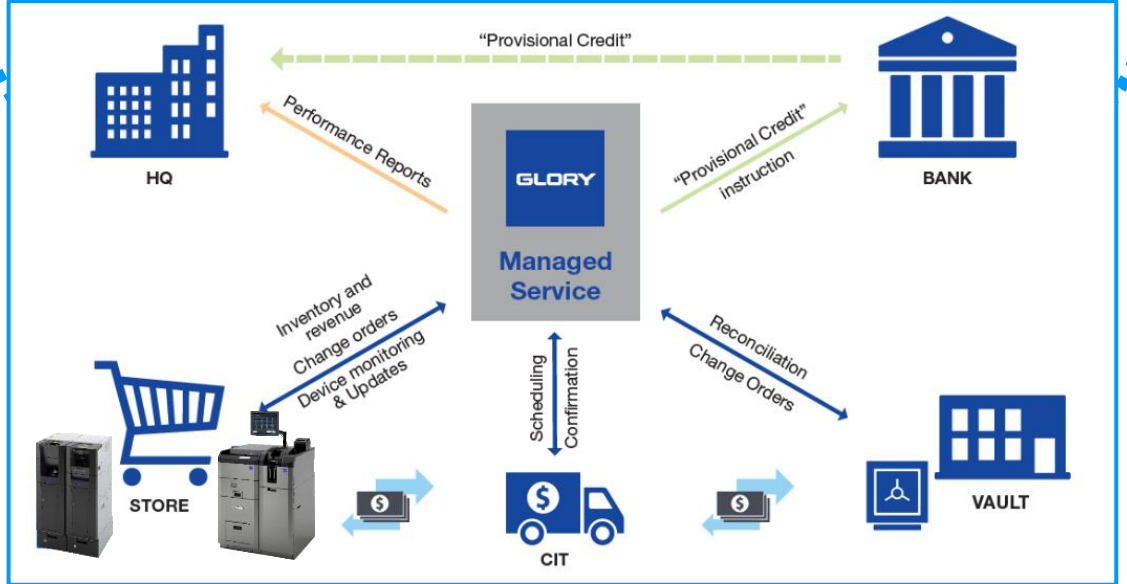 “Provisional Credit”
HQ
Performance Reports
GLORY
Managed
Service
“Provisional Credit”
instruction
BANK
Inventory and
revenue
Change orders
Device monitoring
& Updates
Scheduling
Confirmation
Reconciliation
Change Orders
STORE
$
$
$
CIT
VAULT